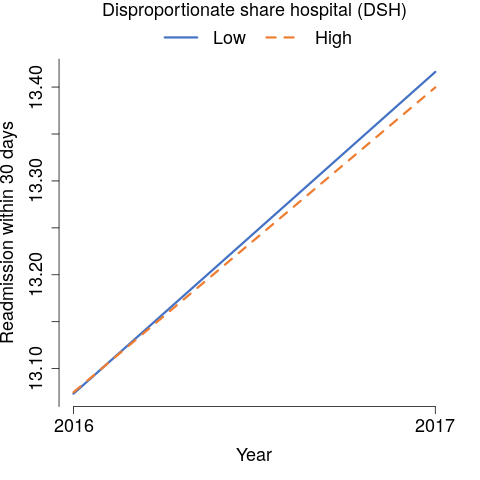 Disproportionate share hospital (DSH)
Low High
Readmission within 30 days
13.40
13.30
13.20
13.10
2016 2017
Year